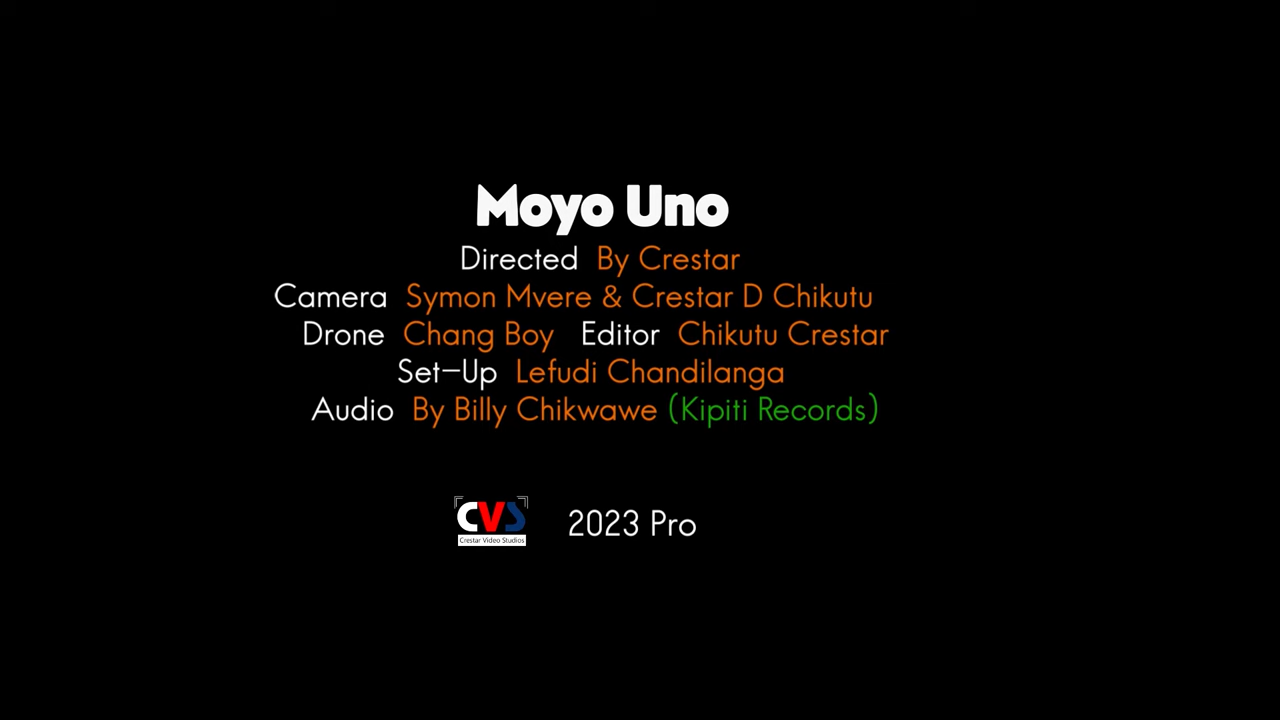 Moyo Uno
Directed By Crestar
Camera Symon Mvere & Crestar D Chikutu
Drone Chang Boy Editor Chikutu Crestar
Set-Up Lefudi Chandilanga
Audio By Billy Chikwawe (Kipiti Records)
CVS
Crestar Video Studios
2023 Pro